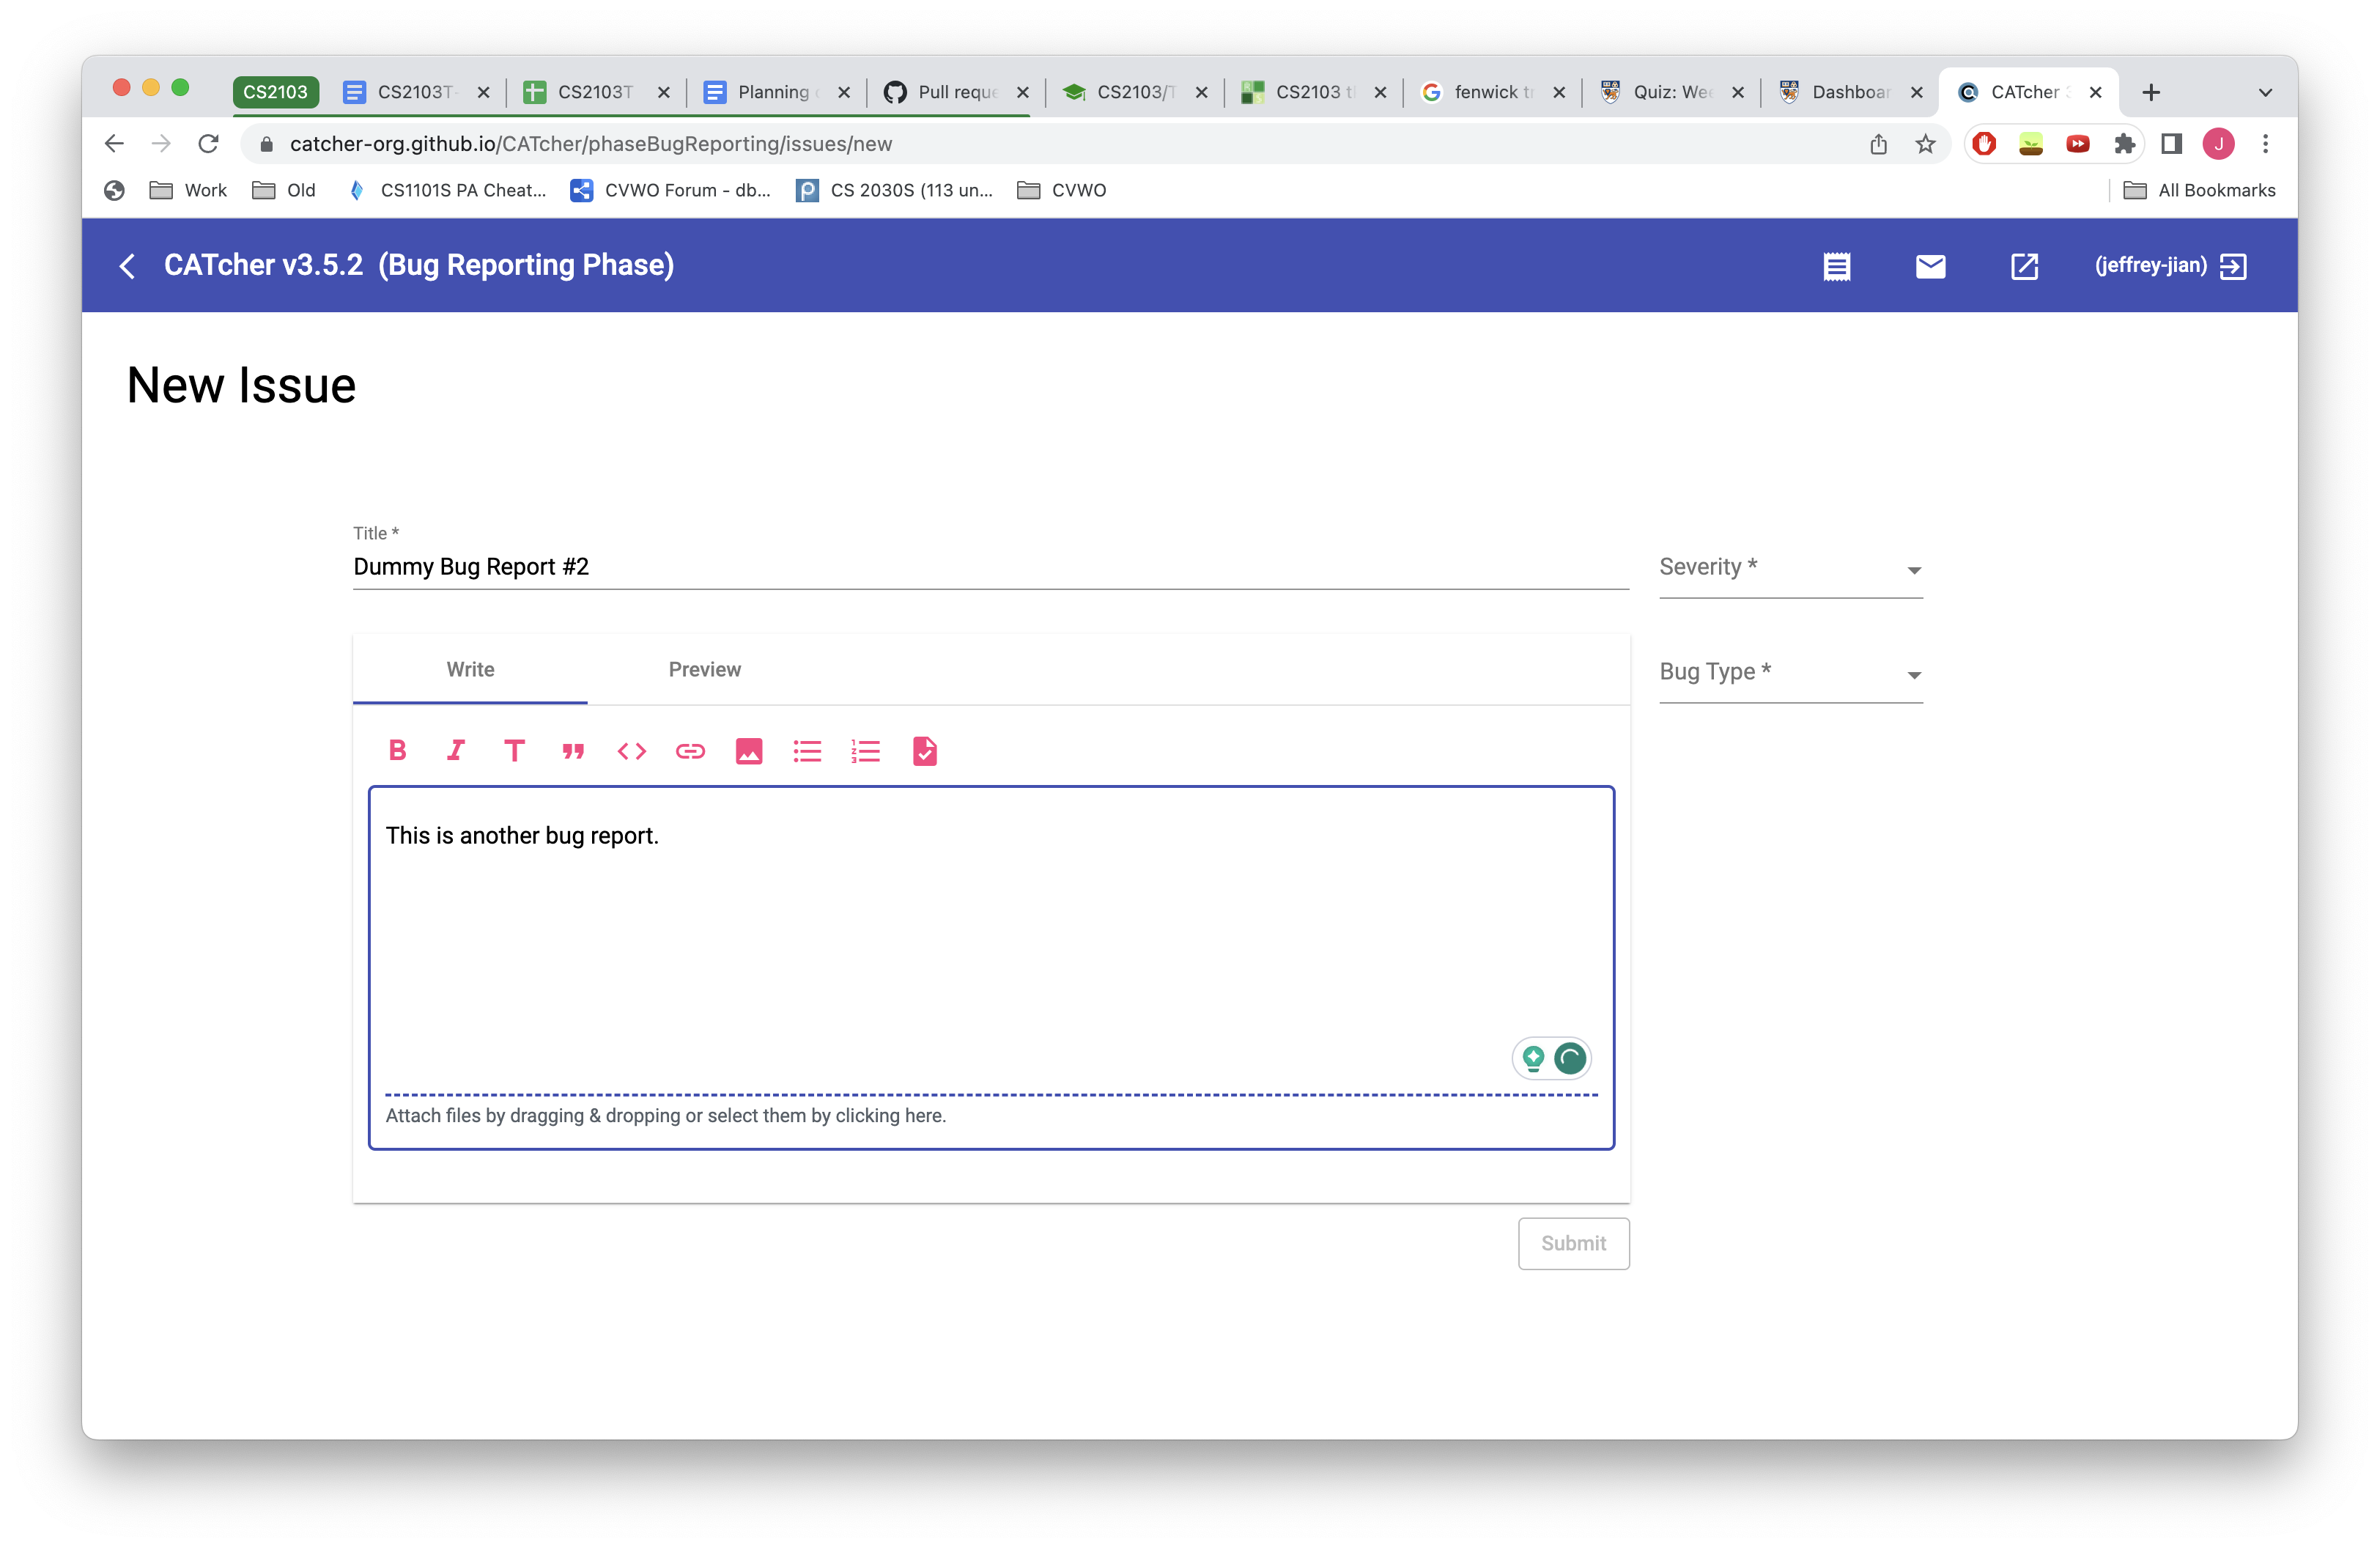 CS2103 CS2103T- CS2103T Planning Pull reque CS2103/T CS2103 t fenwick tr Quiz: Wee Dashboar CATcher 3
catcher-org.github.io/CATcher/phaseBugReporting/issues/new J
Work Old CS1101S PA Cheat... CVWO Forum - db... CS 2030S (113 un... CVWO All Bookmarks
CATcher v3.5.2 (Bug Reporting Phase) (jeffrey-jian)
New Issue
Title *
Dummy Bug Report #2
Severity *
Write Preview
Bug Type *
This is another bug report.
Attach files by dragging & dropping or select them by clicking here.
Submit